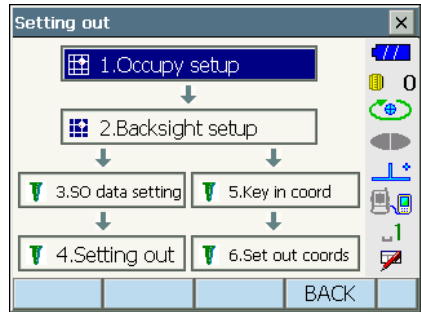 Setting out
1.Occupy setup
0
2.Backsight setup
3.SO data setting
5.Key in coord
4.Setting out
6.Set out coords
1
BACK